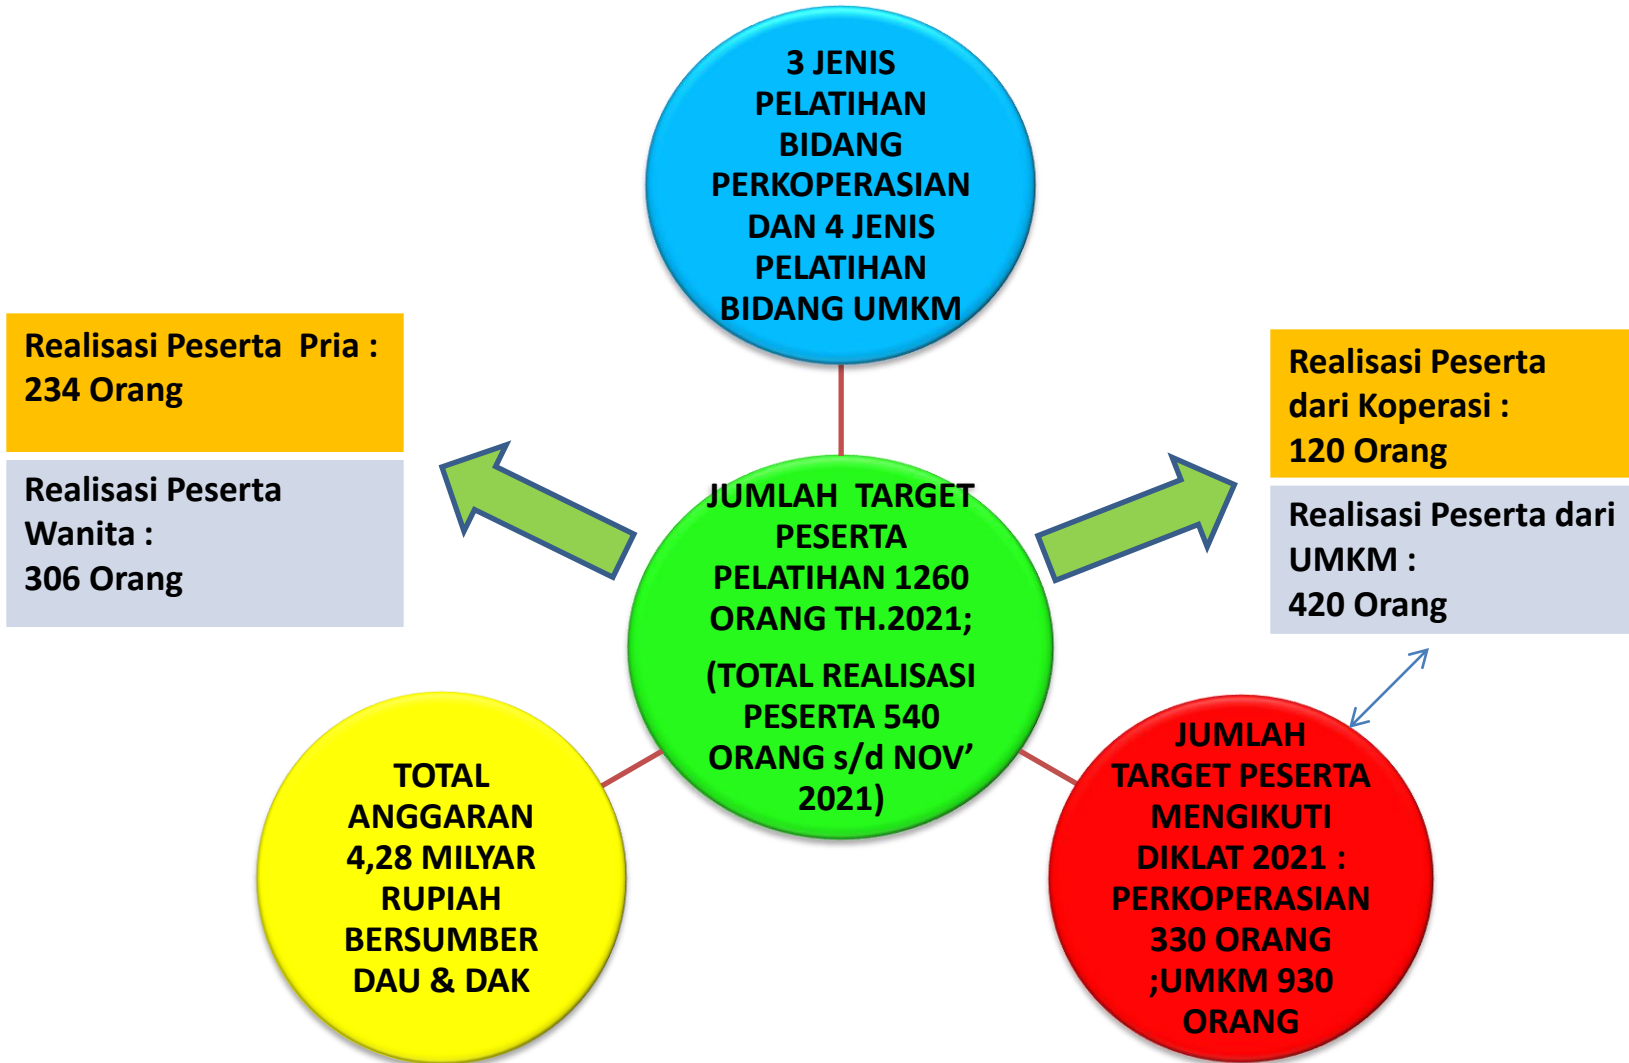 3 JENIS
PELATIHAN
BIDANG
PERKOPERASIAN
DAN 4 JENIS
PELATIHAN
BIDANG UMKM
Realisasi Peserta  Pria :
234 Orang
Realisasi Peserta
Wanita :
306 Orang
Realisasi Peserta
dari Koperasi :
120 Orang
Realisasi Peserta dari
UMKM :
420 Orang
JUMLAH  TARGET
PESERTA
PELATIHAN 1260
ORANG TH.2021;
(TOTAL REALISASI
PESERTA 540
ORANG s/d NOV’
2021)
TOTAL
ANGGARAN
4,28 MILYAR
RUPIAH
BERSUMBER
DAU & DAK
JUMLAH
TARGET PESERTA
MENGIKUTI
DIKLAT 2021 :
PERKOPERASIAN
330 ORANG
;UMKM 930
ORANG